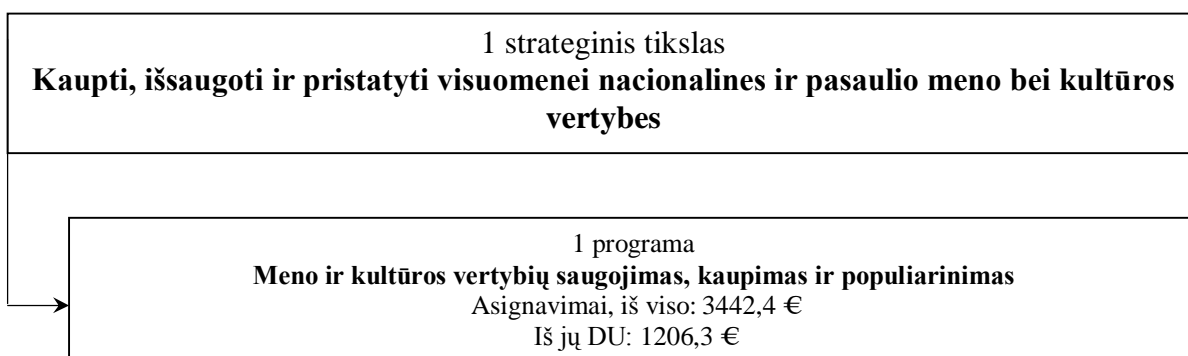 1 strateginis tikslas
Kaupti, išsaugoti ir pristatyti visuomenei nacionalines ir pasaulio meno bei kultūros
vertybes
1 programa
Meno ir kultūros vertybių saugojimas, kaupimas ir populiarinimas
Asignavimai, iš viso: 3442,4 €
Iš jų DU: 1206,3 €